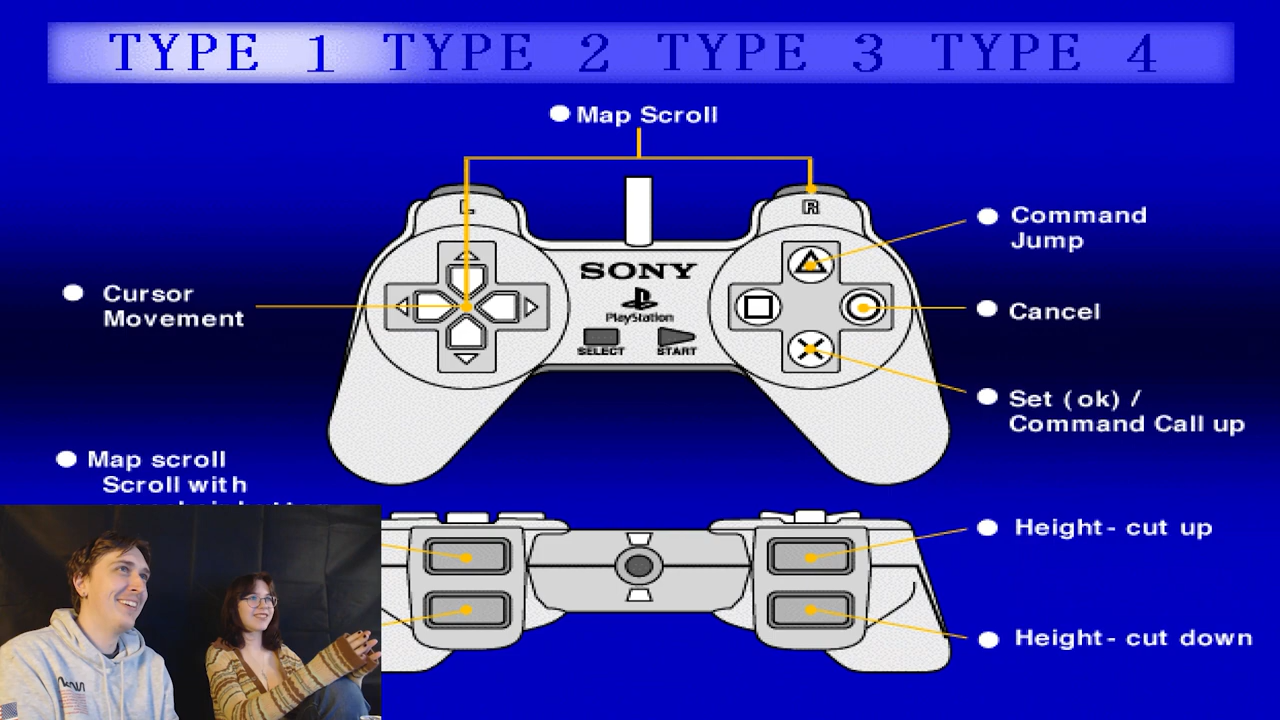 TYPE 1 TYPE 2 TYPE 3 TYPE 4
Map Scroll
L
R
Command
Jump
SONY
Cursor
Movement
PlayStation
Cancel
SELECT START
Set (ok) /
Command Call up
Map scroll
Scroll with
Height- cut up
Height- cut down